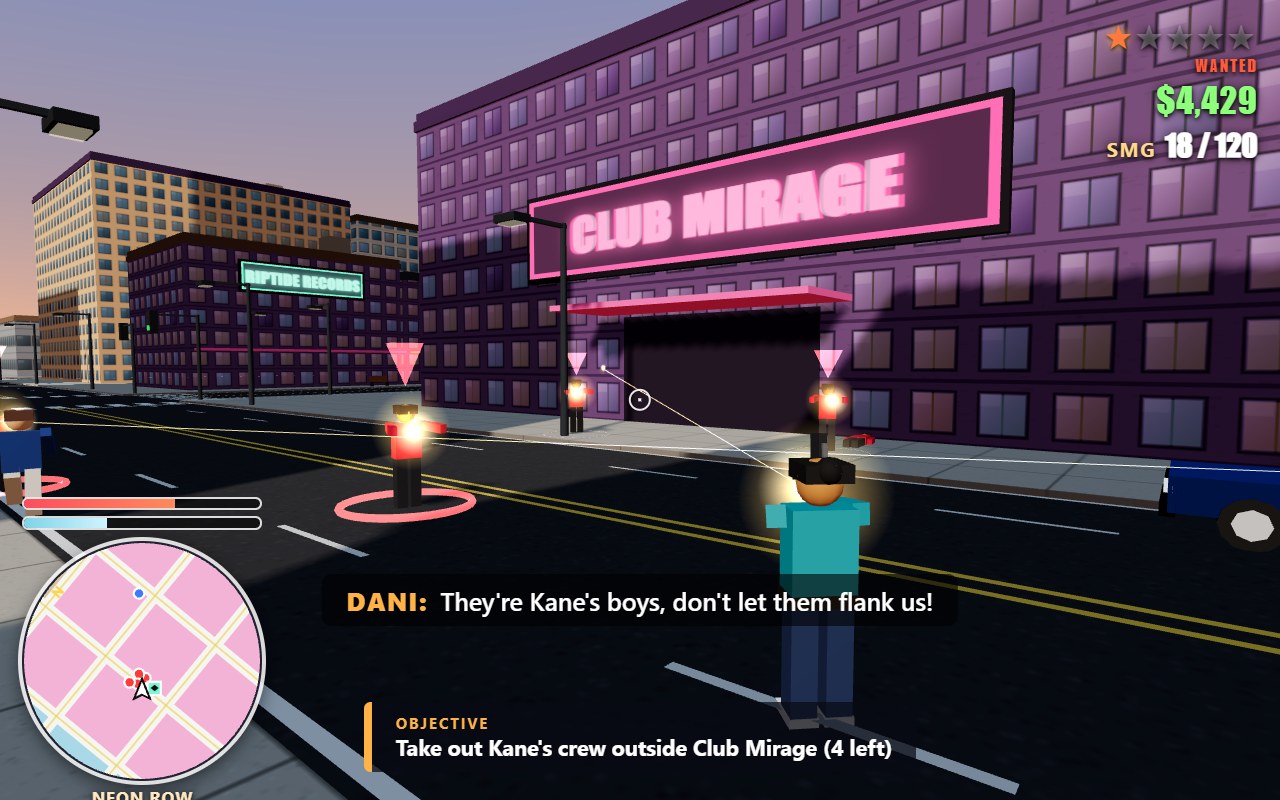 WANTED
$4,429
SMG 18 / 120
CLUB MIRAGE
RIPTIDE RECORDS
DANI: They're Kane's boys, don't let them flank us!
OBJECTIVE
Take out Kane's crew outside Club Mirage (4 left)
N
NEON ROW